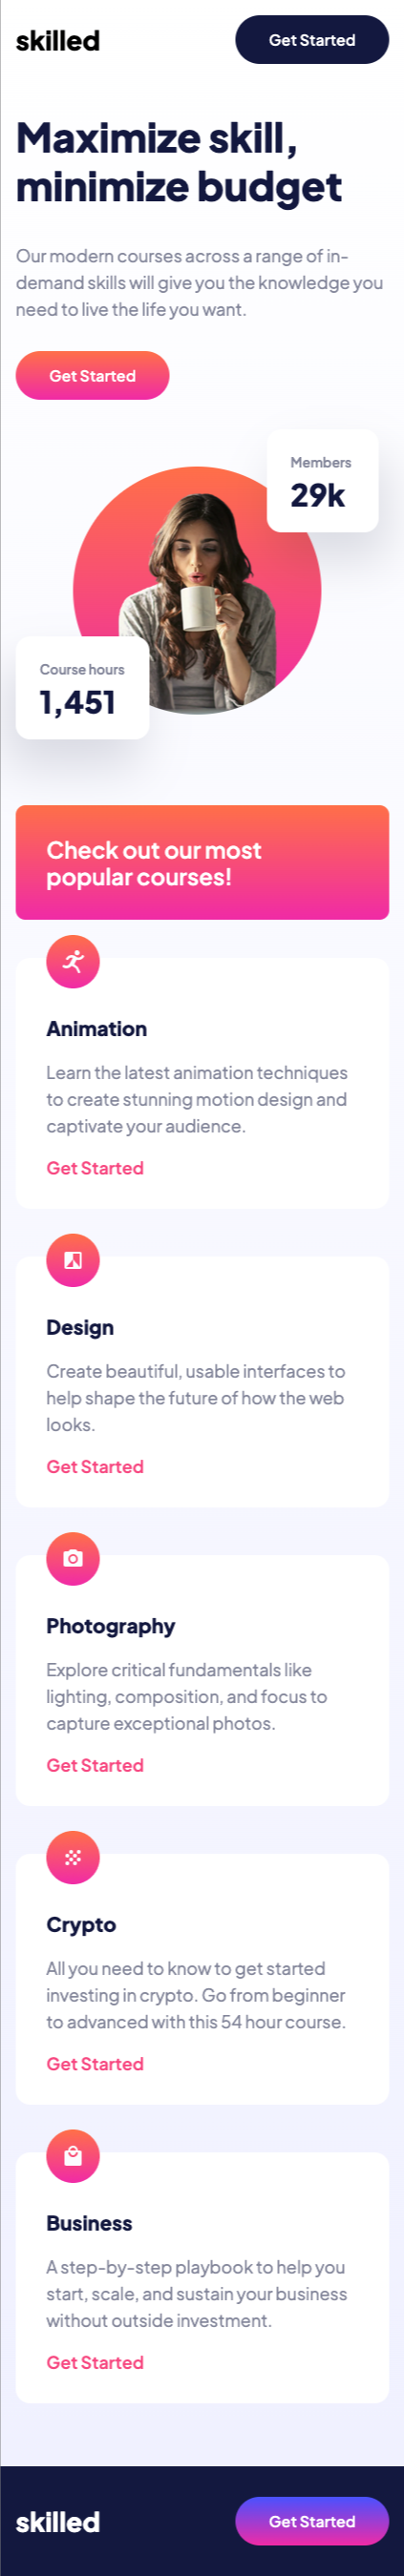 skilled
Get Started
Maximize skill,
minimize budget
Our modern courses across a range of in-
demand skills will give you the knowledge you
need to live the life you want.
Get Started
Members
29k
Course hours
1,451
Check out our most
popular courses!
Animation
Learn the latest animation techniques
to create stunning motion design and
captivate your audience.
Get Started
Design
Create beautiful, usable interfaces to
help shape the future of how the web
looks.
Get Started
Photography
Explore critical fundamentals like
lighting, composition, and focus to
capture exceptional photos.
Get Started
Crypto
All you need to know to get started
investing in crypto. Go from beginner
to advanced with this 54 hour course.
Get Started
Business
A step-by-step playbook to help you
start, scale, and sustain your business
without outside investment.
Get Started
skilled
Get Started